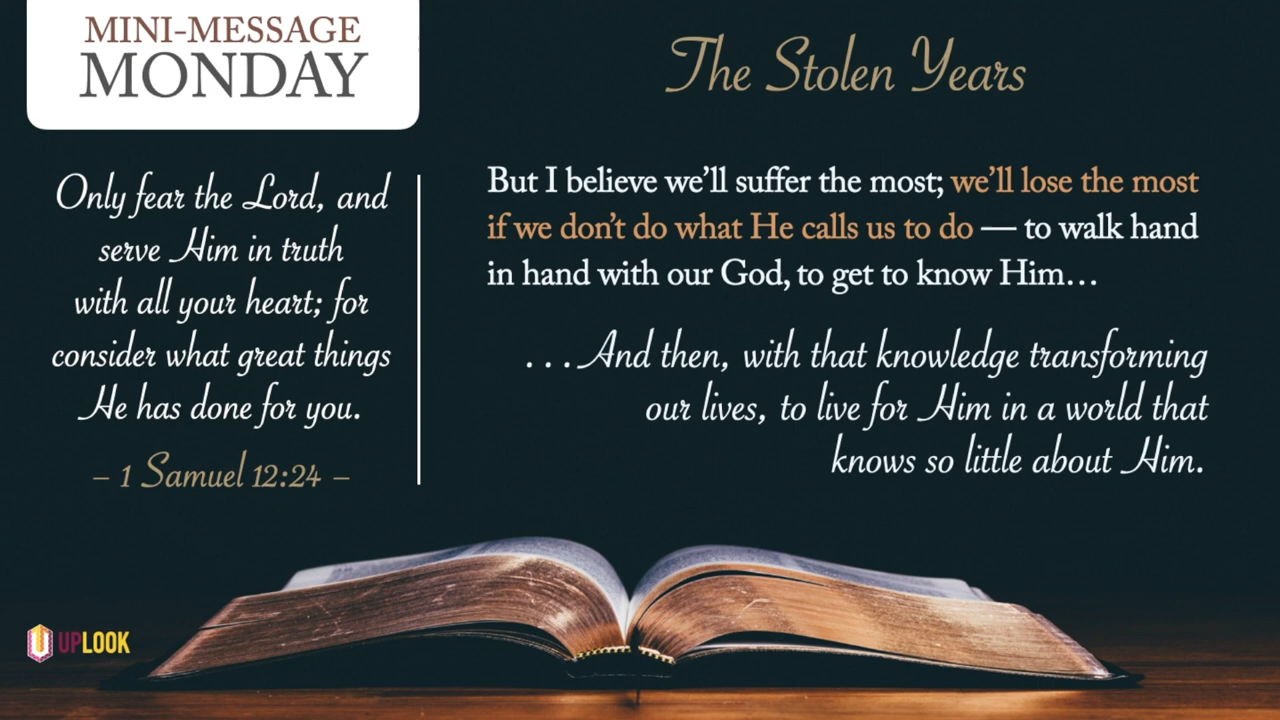 MINI-MESSAGE
MONDAY
The Stolen Years
Only fear the Lord, and
serve Him in truth
with all your heart; for
consider what great things
He has done for you.
– 1 Samuel 12:24 –
But I believe we’ll suffer the most; we’ll lose the most
if we don’t do what He calls us to do — to walk hand
in hand with our God, to get to know Him…
…And then, with that knowledge transforming
our lives, to live for Him in a world that
knows so little about Him.
UPLOOK